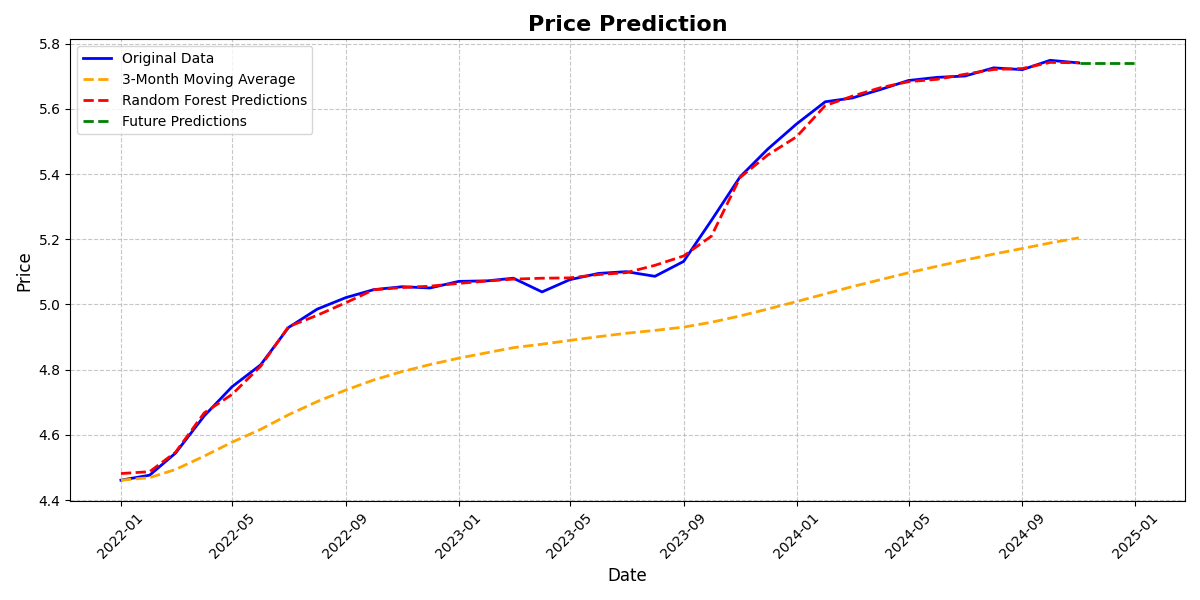 Price Prediction
Original Data
3-Month Moving Average
Random Forest Predictions
Future Predictions
Price
5.8
5.6
5.4
5.2
5.0
4.8
4.6
4.4
2022-01
2022-05
2022-09
2023-01
2023-05
2023-09
2024-01
2024-05
2024-09
2025-01
Date